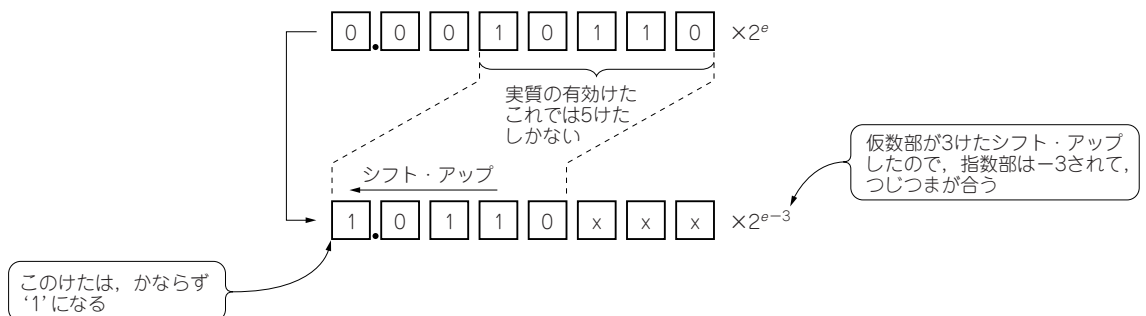 0.0010110 ×2^e
実質の有効けた
これでは5けた
しかない
仮数部が3けたシフト・アップ
したので，指数部は−3されて，
つじつまが合う
シフト・アップ
1.0110xxx ×2^{e−3}
このけたは，かならず
‘1’になる